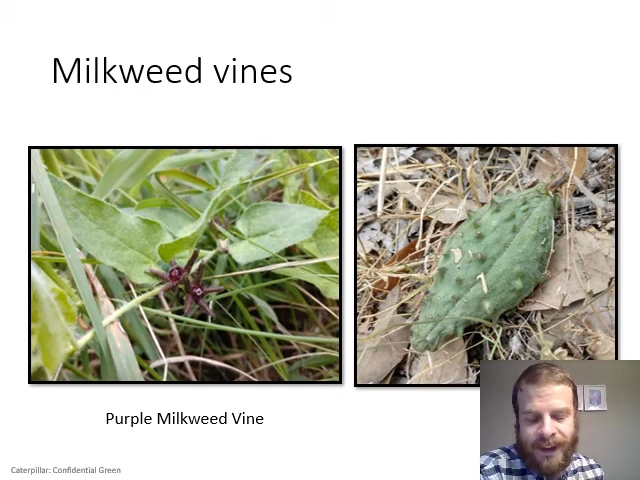 Milkweed vines
Purple Milkweed Vine
Caterpillar: Confidential Green